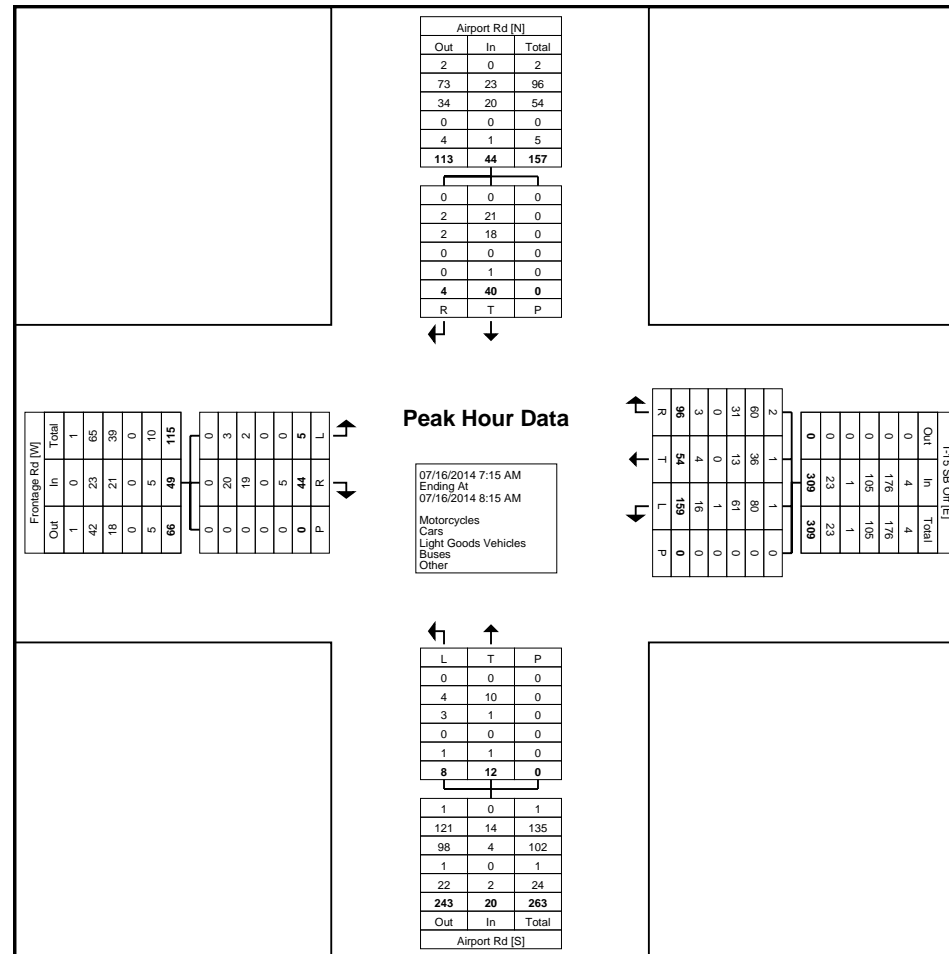 Airport Rd [N]
Out In Total
2 0 2
73 23 96
34 20 54
0 0 0
4 1 5
113 44 157
0 0 0
2 21 0
2 18 0
0 0 0
0 1 0
4 40 0
R T P
Frontage Rd [W]
Out In Total
1 0 1
42 23 65
18 21 39
0 0 0
5 5 10
66 49 115
0 0 0
0 20 3
0 19 2
0 0 0
0 5 0
0 44 5
P R L
Peak Hour Data
07/16/2014 7:15 AM
Ending At
07/16/2014 8:15 AM
Motorcycles
Cars
Light Goods Vehicles
Buses
Other
I-15 SB Off [E]
Out In Total
0 4 4
0 176 176
0 105 105
0 1 1
0 23 23
0 309 309
2 1 1 0
60 36 80 0
31 13 61 0
0 0 1 0
3 4 16 0
96 54 159 0
R T L P
L T P
0 0 0
4 10 0
3 1 0
0 0 0
1 1 0
8 12 0
1 0 1
121 14 135
98 4 102
1 0 1
22 2 24
243 20 263
Out In Total
Airport Rd [S]